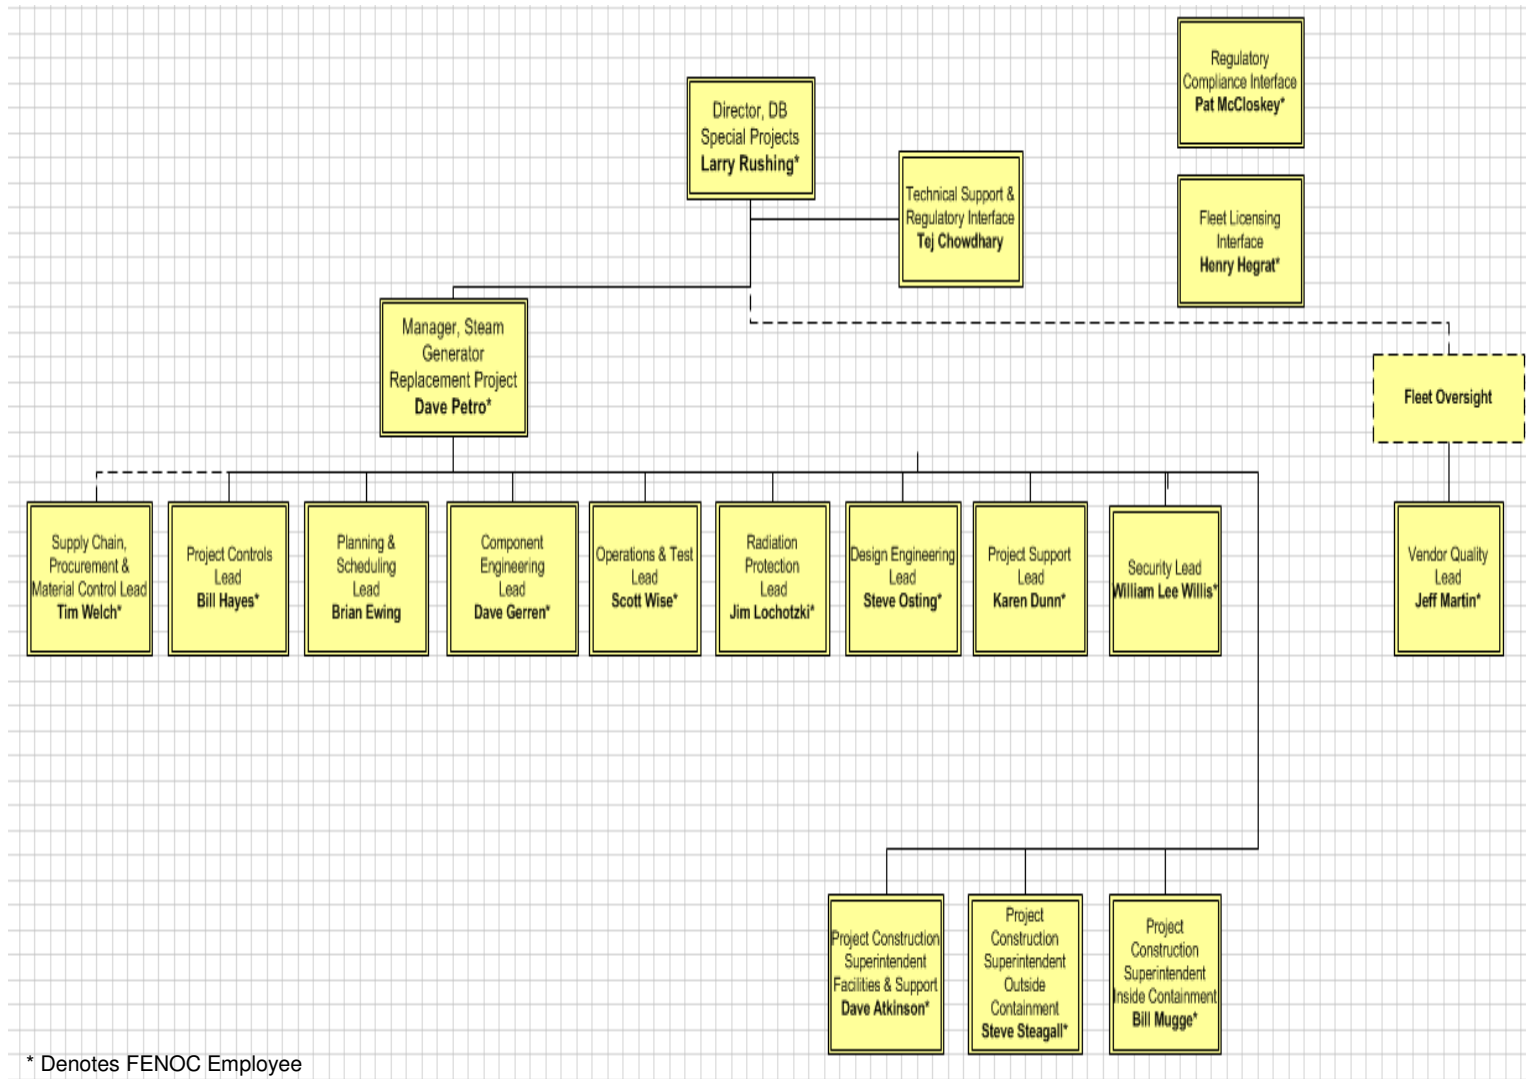 Regulatory
Compliance Interface
Pat McCloskey*
Director, DB
Special Projects
Larry Rushing*
Technical Support &
Regulatory Interface
Tej Chowdhary
Fleet Licensing
Interface
Henry Hegrat*
Manager, Steam
Generator
Replacement Project
Dave Petro*
Fleet Oversight
Supply Chain,
Procurement &
Material Control Lead
Tim Welch*
Project Controls
Lead
Bill Hayes*
Planning &
Scheduling
Lead
Brian Ewing
Component
Engineering
Lead
Dave Gerren*
Operations & Test
Lead
Scott Wise*
Radiation
Protection
Lead
Jim Lochotzki*
Design Engineering
Lead
Steve Osting*
Project Support
Lead
Karen Dunn*
Security Lead
William Lee Willis*
Vendor Quality
Lead
Jeff Martin*
Project Construction
Superintendent
Facilities & Support
Dave Atkinson*
Project
Construction
Superintendent
Outside
Containment
Steve Steagall*
Project
Construction
Superintendent
Inside Containment
Bill Mugge*
* Denotes FENOC Employee